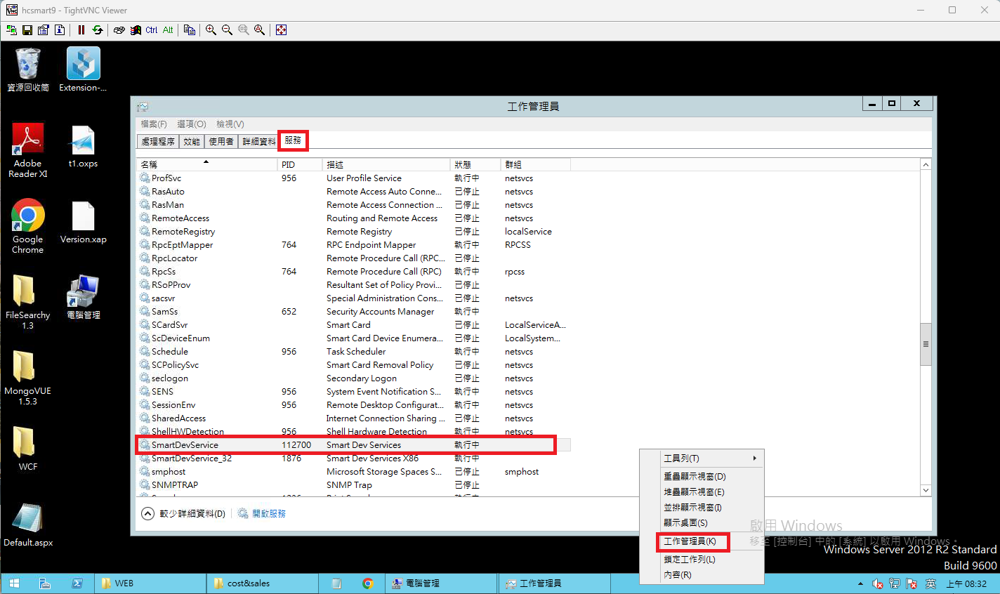 hcsmart9 - TightVNC Viewer
Ctrl Alt
資源回收筒
Extension-...
Adobe
Reader XI
t1.oxps
Google
Chrome
Version.xap
FileSearchy
1.3
電腦管理
MongoVUE
1.5.3
WCF
Default.aspx
工作管理員
檔案(F) 選項(O) 檢視(V)
處理程序 效能 使用者 詳細資料 服務
名稱 PID 描述 狀態 群組
ProfSvc 956 User Profile Service 執行中 netsvcs
RasAuto Remote Access Auto Conne... 已停止 netsvcs
RasMan Remote Access Connection ... 已停止 netsvcs
RemoteAccess Routing and Remote Access 已停止 netsvcs
RemoteRegistry Remote Registry 已停止 localService
RpcEptMapper 764 RPC Endpoint Mapper 執行中 RPCSS
RpcLocator Remote Procedure Call (RPC... 已停止
RpcSs 764 Remote Procedure Call (RPC) 執行中 rpcss
RSoPProv Resultant Set of Policy Provi... 已停止
sacsvr Special Administration Cons... 已停止 netsvcs
SamSs 652 Security Accounts Manager 執行中
SCardSvr Smart Card 已停止 LocalServiceA...
ScDeviceEnum Smart Card Device Enumera... 已停止 LocalSystem...
Schedule 956 Task Scheduler 執行中 netsvcs
SCPolicySvc Smart Card Removal Policy 已停止 netsvcs
seclogon Secondary Logon 已停止 netsvcs
SENS 956 System Event Notification S... 執行中 netsvcs
SessionEnv 956 Remote Desktop Configurat... 執行中 netsvcs
SharedAccess Internet Connection Sharing ... 已停止 netsvcs
ShellHWDetection 956 Shell Hardware Detection 執行中 netsvcs
SmartDevService 112700 Smart Dev Services 執行中
SmartDevService_32 1876 Smart Dev Services X86 執行中
smphost Microsoft Storage Spaces S... 已停止 smphost
SNMPTRAP SNMP Trap 已停止
較少詳細資料(D) 開啟服務
工具列(T)
重疊顯示視窗(D)
堆疊顯示視窗(E)
並排顯示視窗(I)
顯示桌面(S)
工作管理員(K)
鎖定工作列(L)
內容(R)
啟用 Windows
移至 [控制台] 中的 [系統] 以啟用 Windows。
Windows Server 2012 R2 Standard
Build 9600
WEB cost&sales 電腦管理 工作管理員 英 上午 08:32